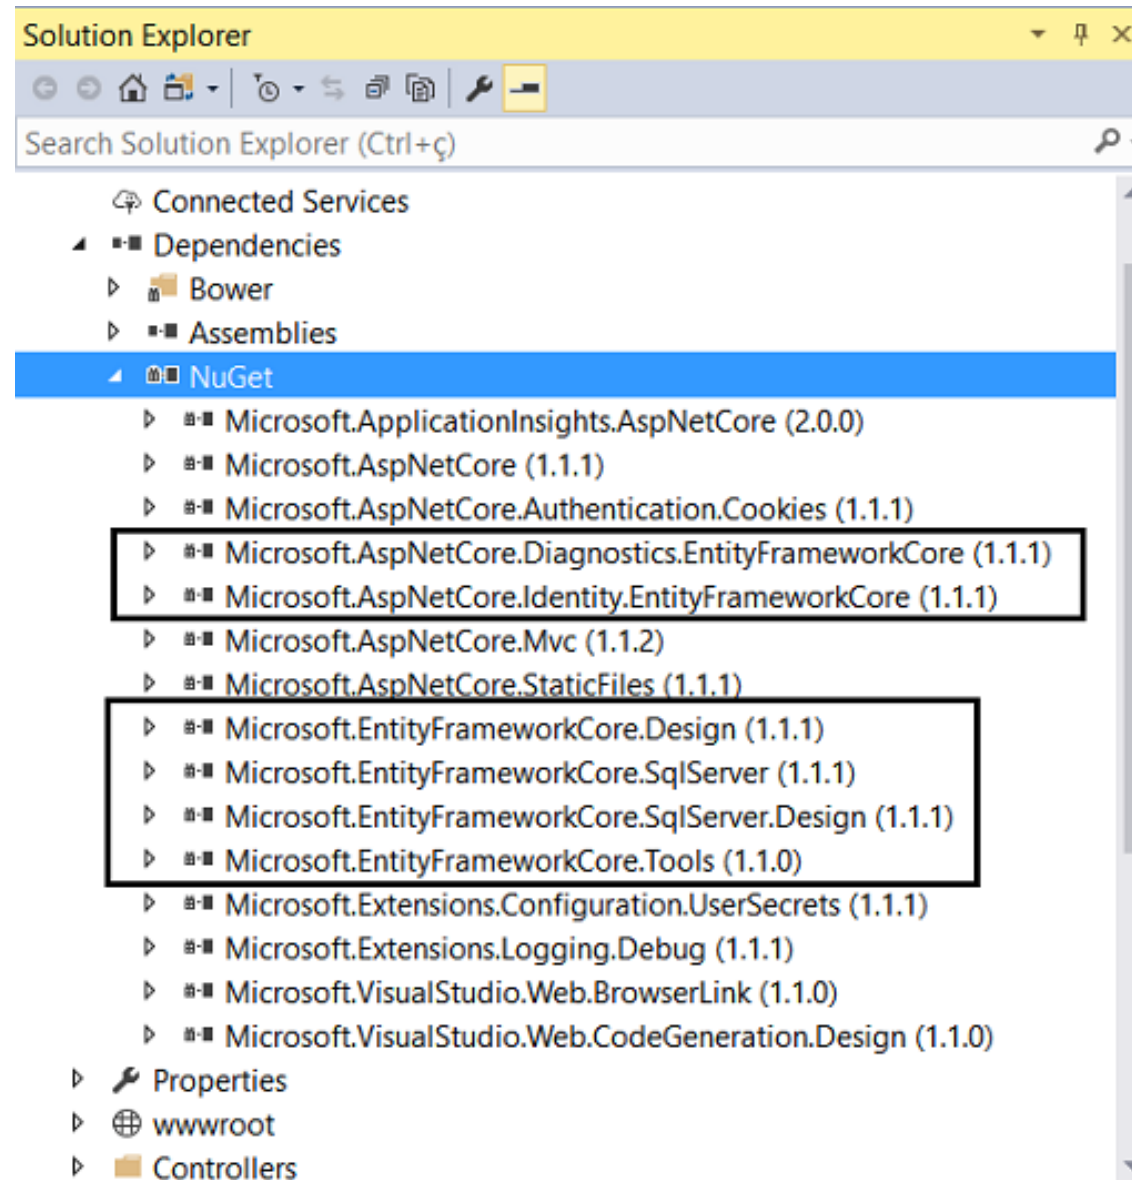 Solution Explorer
Search Solution Explorer (Ctrl+ç)
Connected Services
Dependencies
Bower
Assemblies
NuGet
Microsoft.ApplicationInsights.AspNetCore (2.0.0)
Microsoft.AspNetCore (1.1.1)
Microsoft.AspNetCore.Authentication.Cookies (1.1.1)
Microsoft.AspNetCore.Diagnostics.EntityFrameworkCore (1.1.1)
Microsoft.AspNetCore.Identity.EntityFrameworkCore (1.1.1)
Microsoft.AspNetCore.Mvc (1.1.2)
Microsoft.AspNetCore.StaticFiles (1.1.1)
Microsoft.EntityFrameworkCore.Design (1.1.1)
Microsoft.EntityFrameworkCore.SqlServer (1.1.1)
Microsoft.EntityFrameworkCore.SqlServer.Design (1.1.1)
Microsoft.EntityFrameworkCore.Tools (1.1.0)
Microsoft.Extensions.Configuration.UserSecrets (1.1.1)
Microsoft.Extensions.Logging.Debug (1.1.1)
Microsoft.VisualStudio.Web.BrowserLink (1.1.0)
Microsoft.VisualStudio.Web.CodeGeneration.Design (1.1.0)
Properties
wwwroot
Controllers